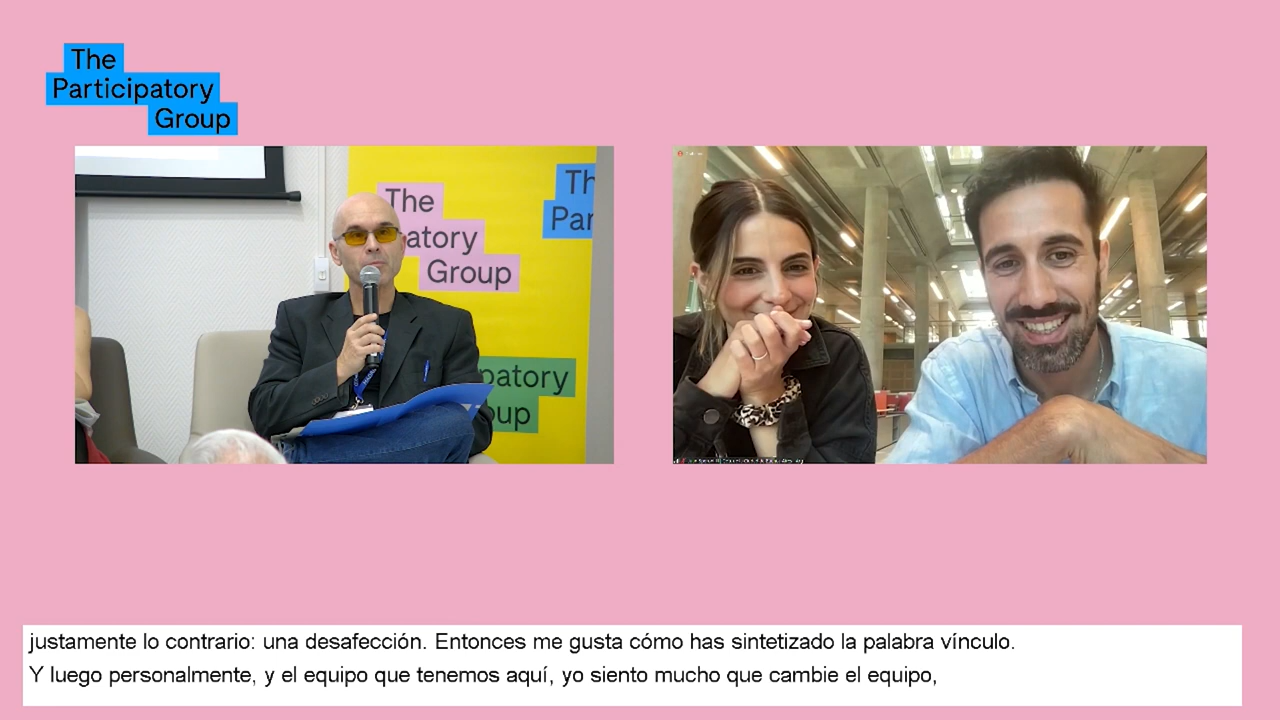 The
Participatory
Group
The
atory
Group
Th
Par
patory
oup
justamente lo contrario: una desafección. Entonces me gusta cómo has sintetizado la palabra vínculo.
Y luego personalmente, y el equipo que tenemos aquí, yo siento mucho que cambie el equipo,